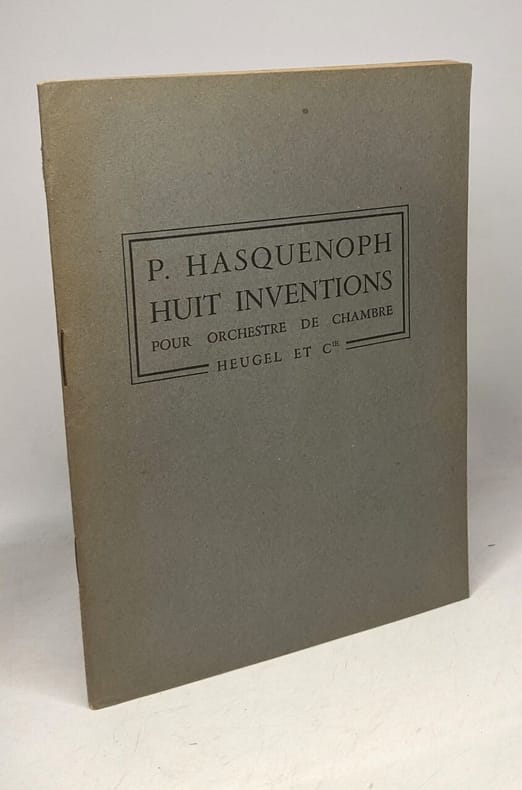 P. HASQUENOPH
HUIT INVENTIONS
POUR ORCHESTRE DE CHAMBRE
HEUGEL ET CIE